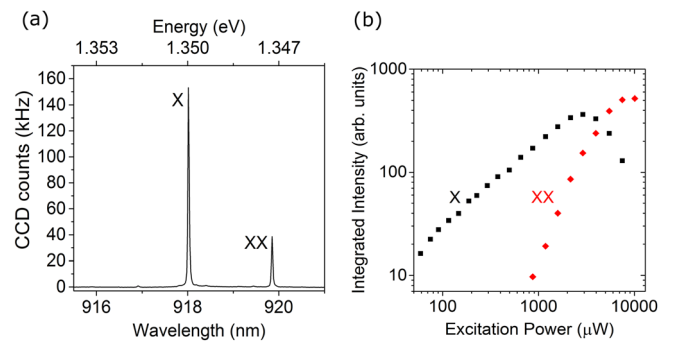 (a)
Energy (eV)
1.353 1.350 1.347
160
140
120
100
80
60
40
20
0
CCD counts (kHz)
X
XX
916 918 920
Wavelength (nm)
(b)
1000
100
10
Integrated Intensity (arb. units)
X
XX
100 1000 10000
Excitation Power (μW)